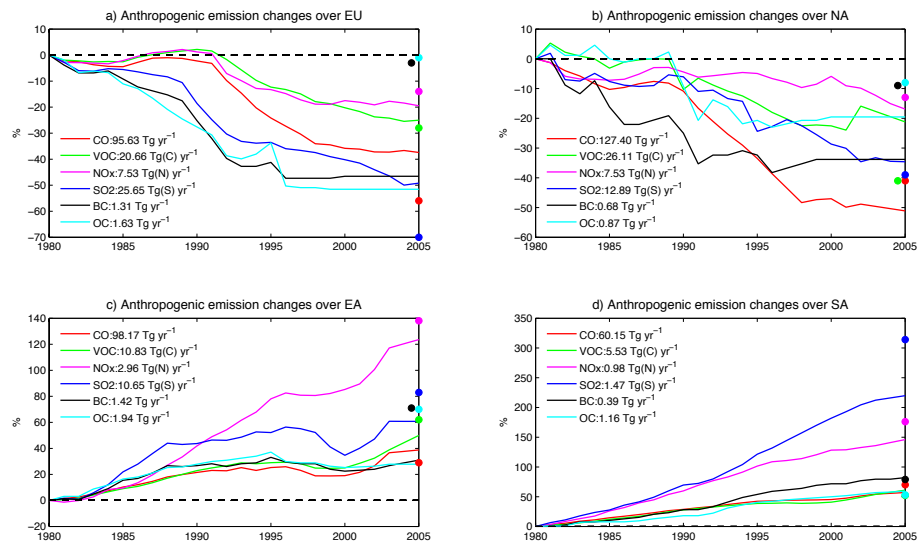 a) Anthropogenic emission changes over EU
10
0
−10
−20
−30
−40
−50
−60
−70
%
CO:95.63 Tg yr−1
VOC:20.66 Tg(C) yr−1
NOx:7.53 Tg(N) yr−1
SO2:25.65 Tg(S) yr−1
BC:1.31 Tg yr−1
OC:1.63 Tg yr−1
1980 1985 1990 1995 2000 2005
b) Anthropogenic emission changes over NA
10
0
−10
−20
−30
−40
−50
−60
%
CO:127.40 Tg yr−1
VOC:26.11 Tg(C) yr−1
NOx:7.53 Tg(N) yr−1
SO2:12.89 Tg(S) yr−1
BC:0.68 Tg yr−1
OC:0.87 Tg yr−1
1980 1985 1990 1995 2000 2005
c) Anthropogenic emission changes over EA
140
120
100
80
60
40
20
0
−20
%
CO:98.17 Tg yr−1
VOC:10.83 Tg(C) yr−1
NOx:2.96 Tg(N) yr−1
SO2:10.65 Tg(S) yr−1
BC:1.42 Tg yr−1
OC:1.94 Tg yr−1
1980 1985 1990 1995 2000 2005
d) Anthropogenic emission changes over SA
350
300
250
200
150
100
50
0
%
CO:60.15 Tg yr−1
VOC:5.53 Tg(C) yr−1
NOx:0.98 Tg(N) yr−1
SO2:1.47 Tg(S) yr−1
BC:0.39 Tg yr−1
OC:1.16 Tg yr−1
1980 1985 1990 1995 2000 2005